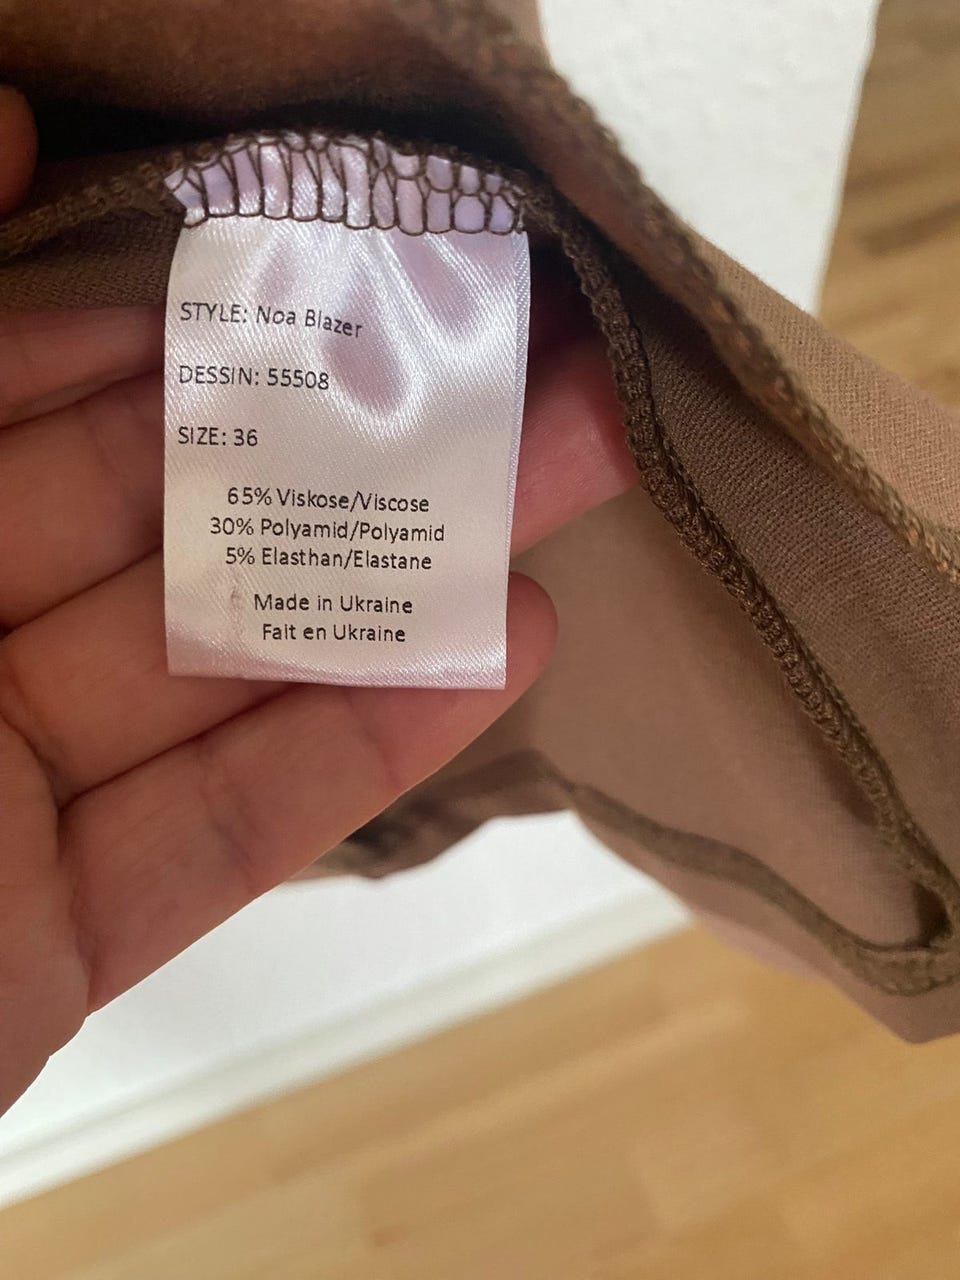 STYLE: Noa Blazer
DESSIN: 55508
SIZE: 36
65% Viskose/Viscose
30% Polyamid/Polyamid
5% Elasthan/Elastane
Made in Ukraine
Fait en Ukraine